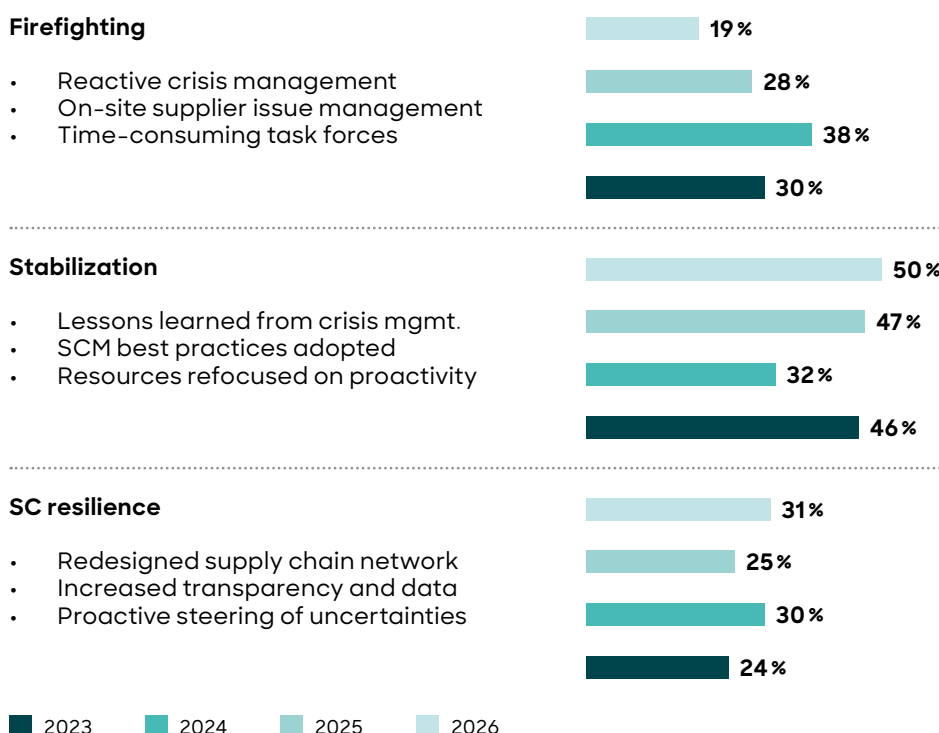 Firefighting
19%
• Reactive crisis management
28%
• On-site supplier issue management
• Time-consuming task forces
38%
30%
Stabilization
50%
• Lessons learned from crisis mgmt.
47%
• SCM best practices adopted
• Resources refocused on proactivity
32%
46%
SC resilience
31%
• Redesigned supply chain network
25%
• Increased transparency and data
• Proactive steering of uncertainties
30%
24%
2023 2024 2025 2026